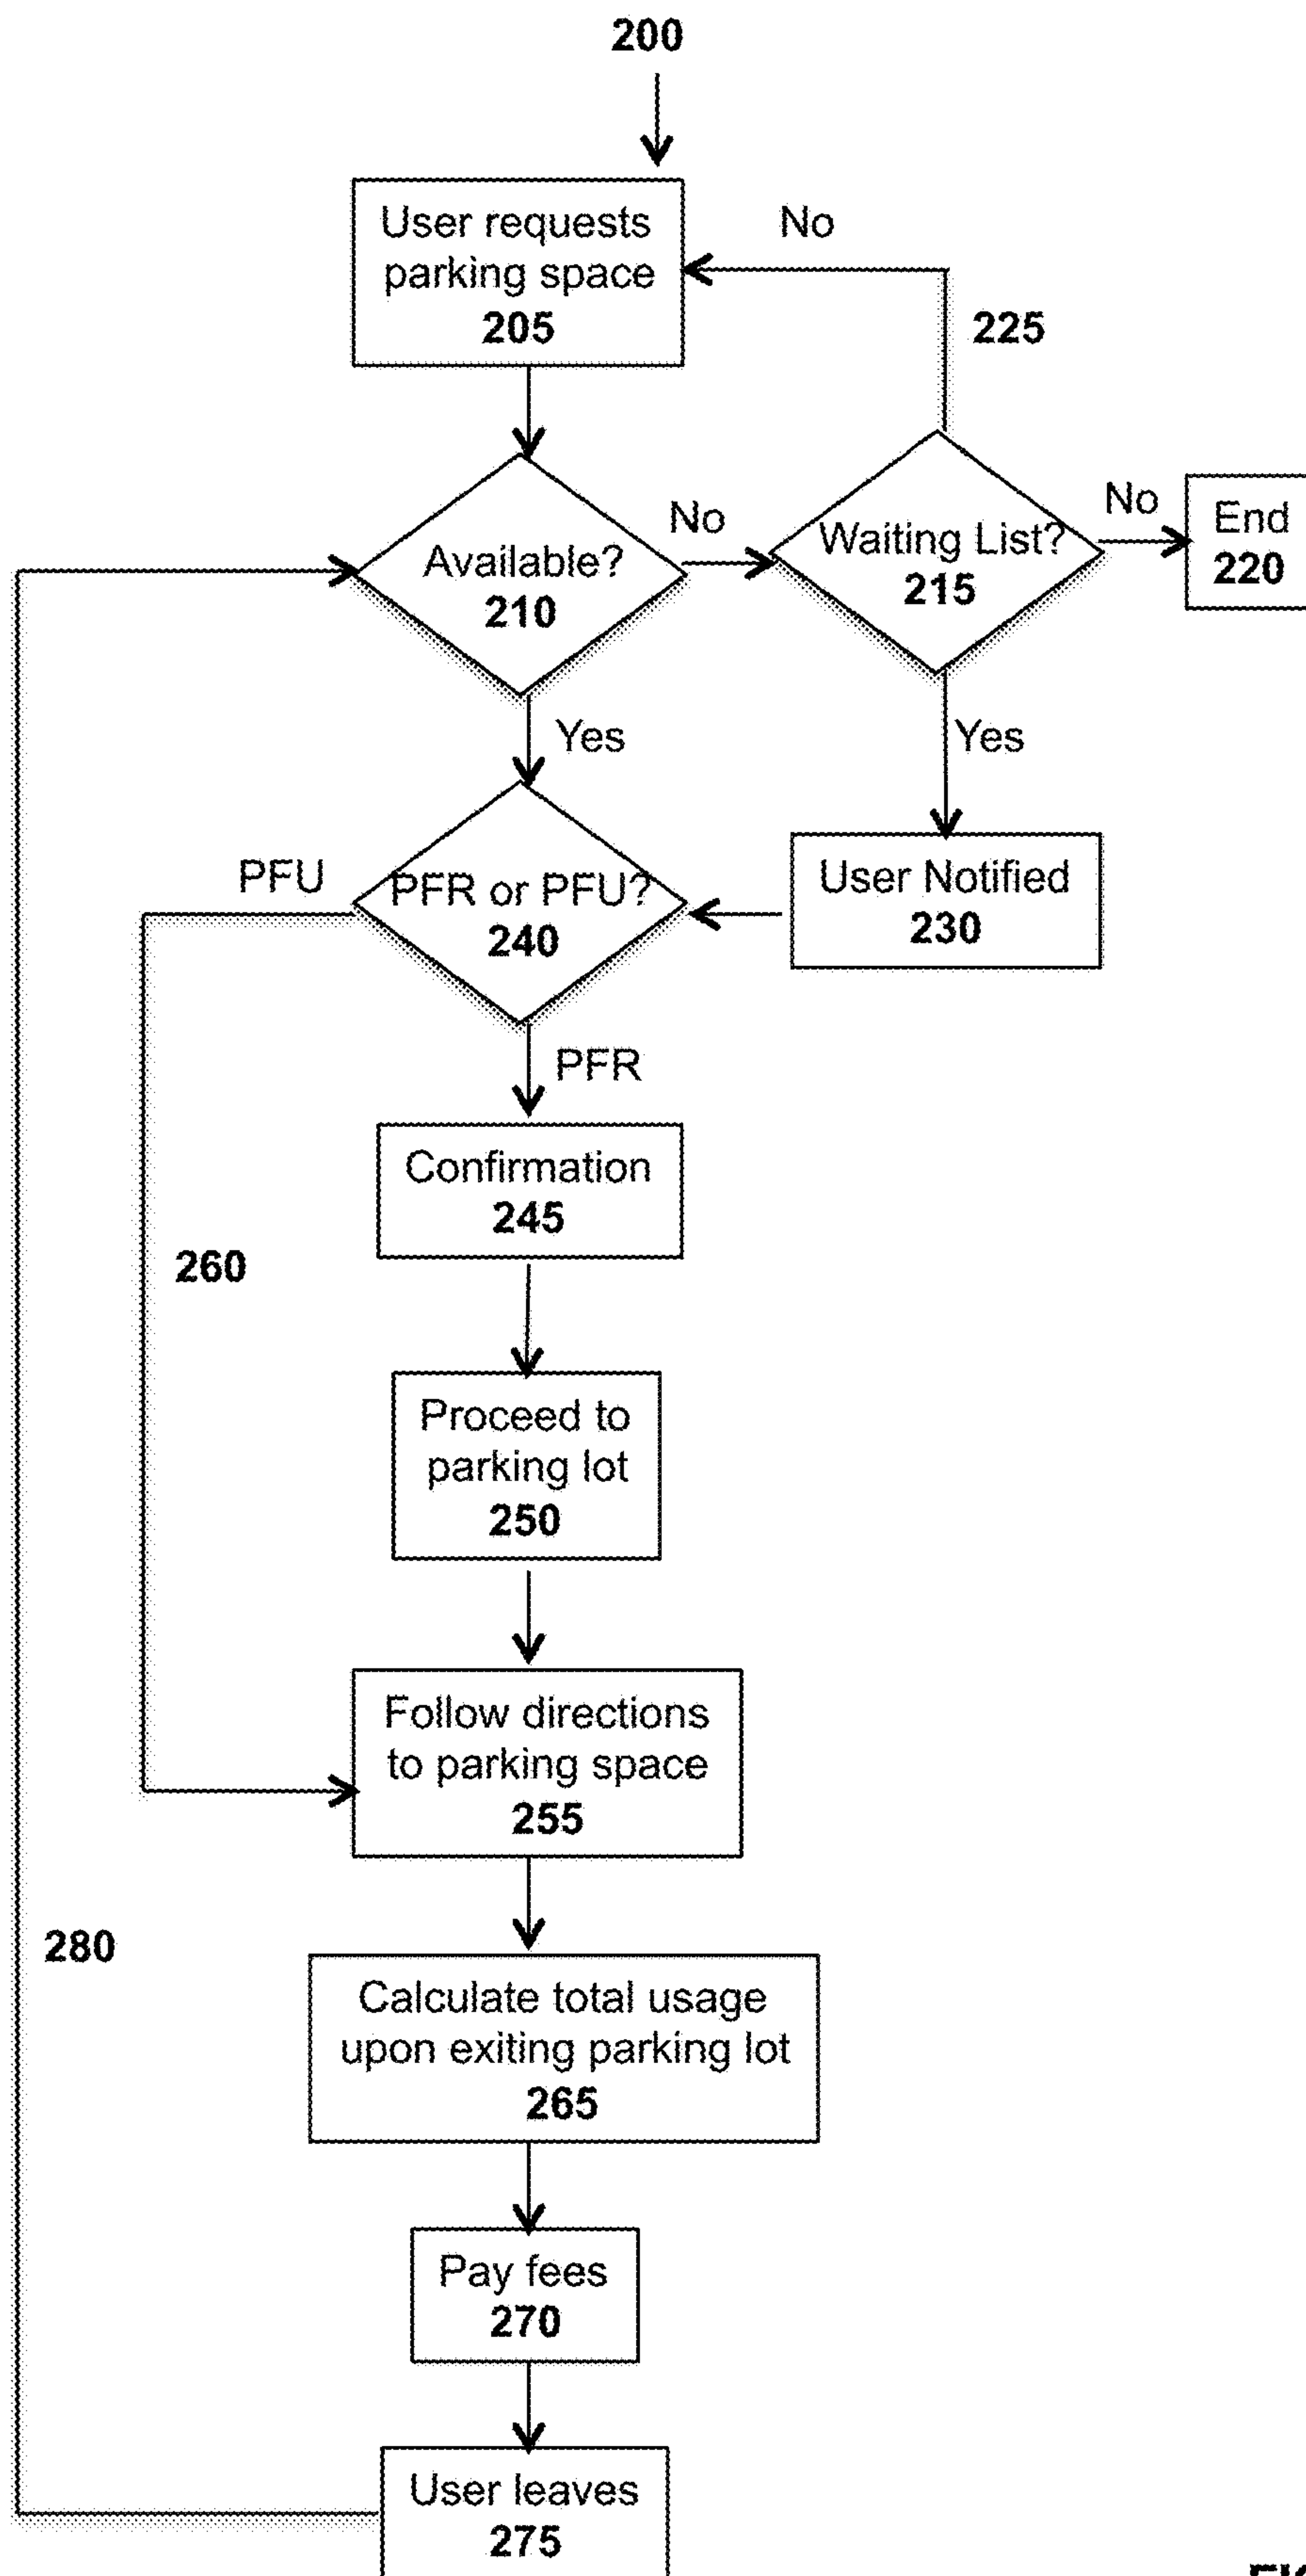 200
User requests
parking space
205
No
225
Available?
210
No
Waiting List?
215
No
End
220
Yes
Yes
PFU
PFR or PFU?
240
User Notified
230
PFR
Confirmation
245
260
Proceed to
parking lot
250
Follow directions
to parking space
255
280
Calculate total usage
upon exiting parking lot
265
Pay fees
270
User leaves
275